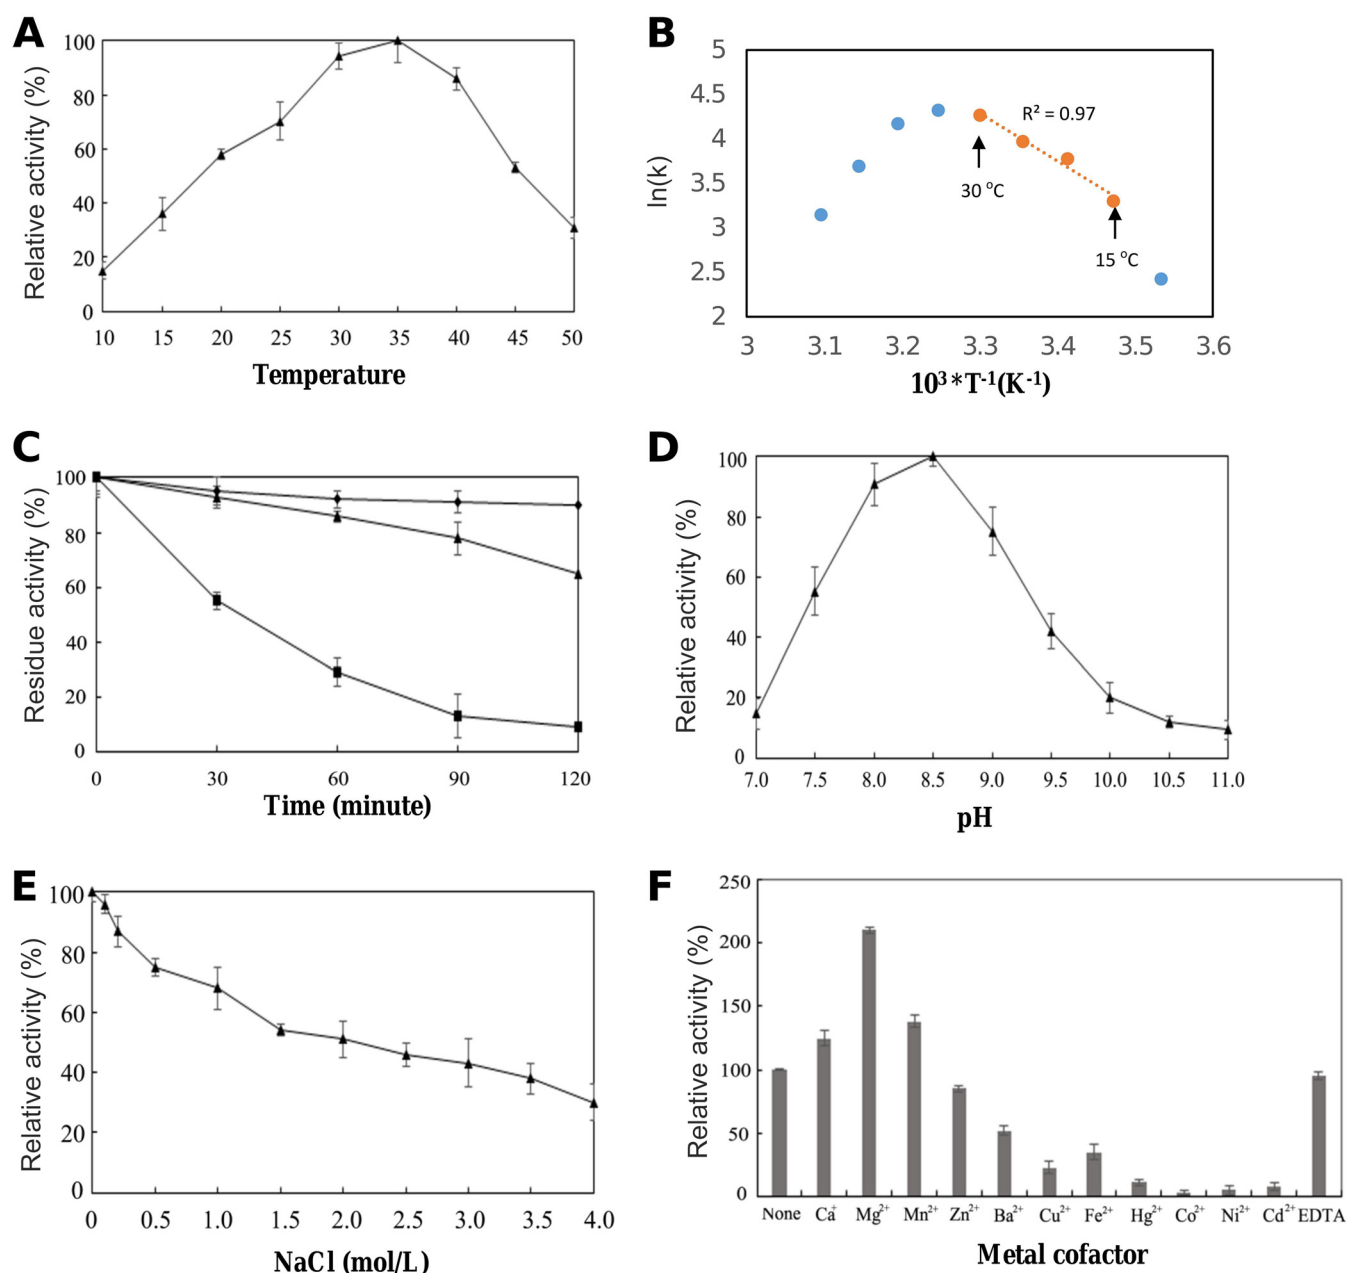 A
Relative activity (%)
100
80
60
40
20
0
10 15 20 25 30 35 40 45 50
Temperature
B
ln(k)
5
4.5
4
3.5
3
2.5
2
R² = 0.97
30 °C
15 °C
3 3.1 3.2 3.3 3.4 3.5 3.6
10³*T⁻¹(K⁻¹)
C
Residue activity (%)
100
80
60
40
20
0
0 30 60 90 120
Time (minute)
D
Relative activity (%)
100
80
60
40
20
0
7.0 7.5 8.0 8.5 9.0 9.5 10.0 10.5 11.0
pH
E
Relative activity (%)
100
80
60
40
20
0
0 0.5 1.0 1.5 2.0 2.5 3.0 3.5 4.0
NaCl (mol/L)
F
Relative activity (%)
250
200
150
100
50
0
None Ca⁺ Mg²⁺ Mn²⁺ Zn²⁺ Ba²⁺ Cu²⁺ Fe²⁺ Hg²⁺ Co²⁺ Ni²⁺ Cd²⁺ EDTA
Metal cofactor